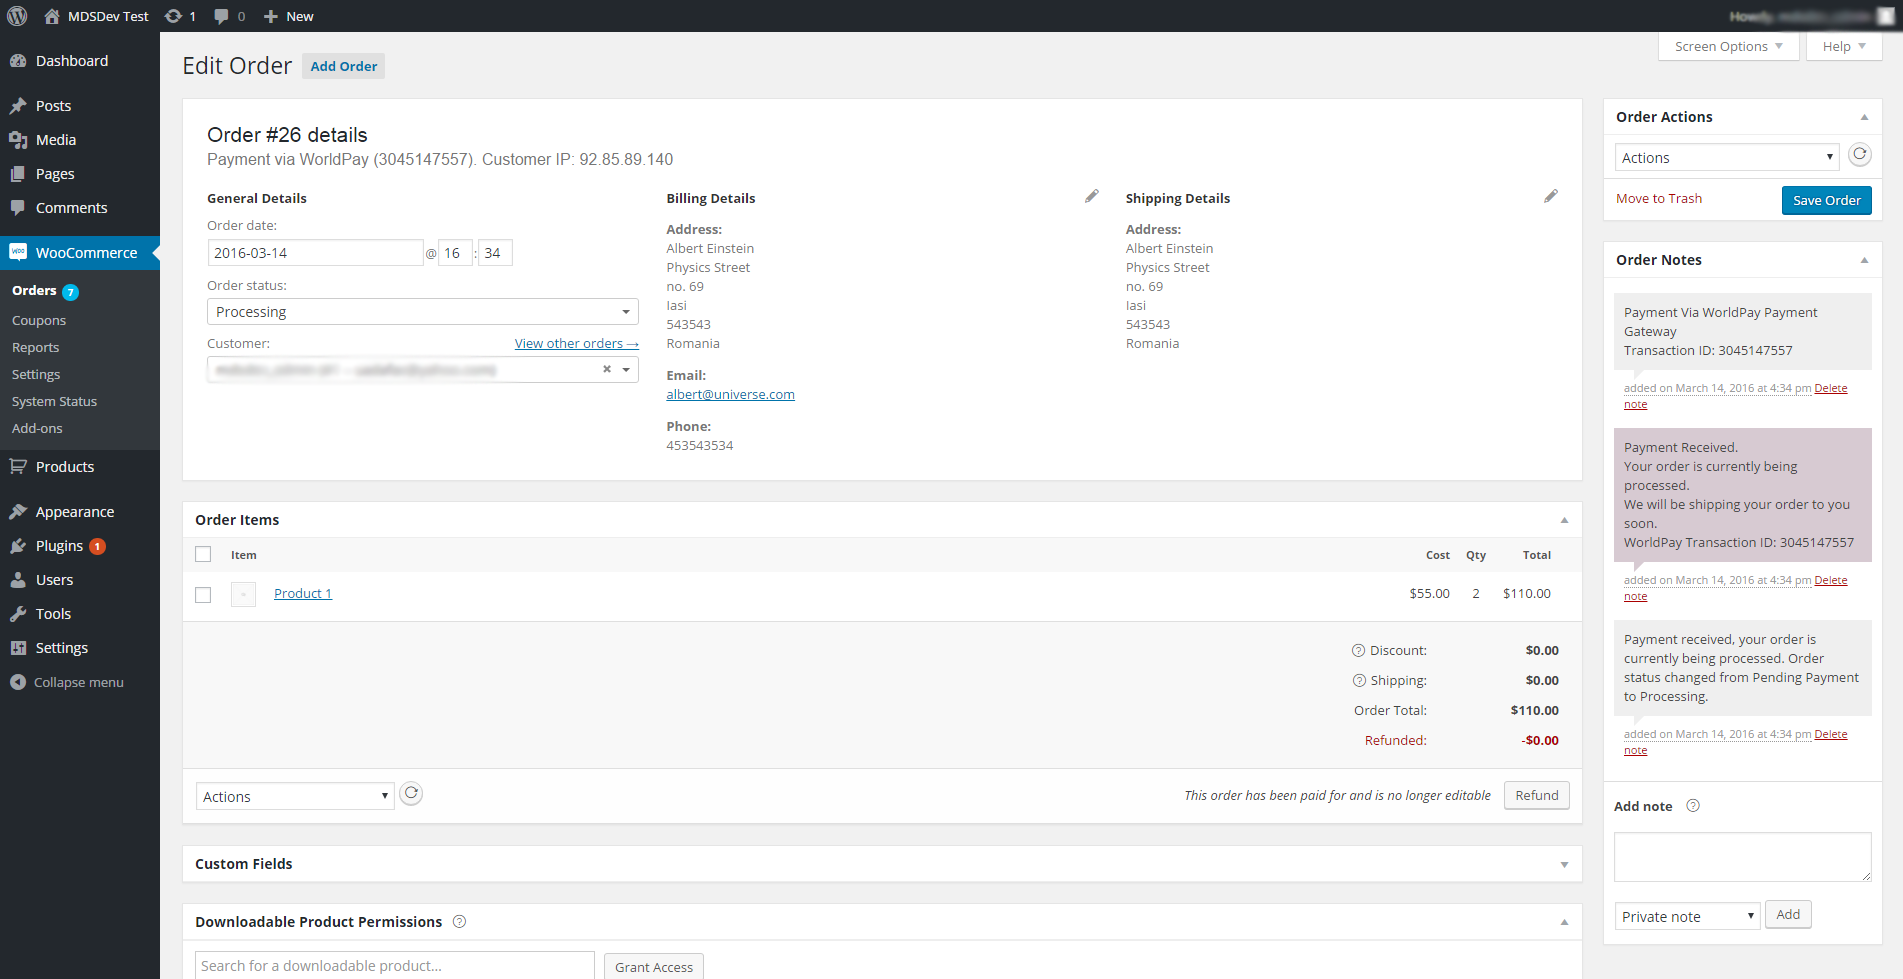 MDSDev Test
1
0
New
Dashboard
Posts
Media
Pages
Comments
WooCommerce
Orders 7
Coupons
Reports
Settings
System Status
Add-ons
Products
Appearance
Plugins 1
Users
Tools
Settings
Collapse menu
Screen Options
Help
Edit Order
Add Order
Order #26 details
Payment via WorldPay (3045147557). Customer IP: 92.85.89.140
General Details
Order date:
2016-03-14 @ 16 : 34
Order status:
Processing
Customer:
View other orders →
Billing Details
Address:
Albert Einstein
Physics Street
no. 69
Iasi
543543
Romania
Email:
albert@universe.com
Phone:
453543534
Shipping Details
Address:
Albert Einstein
Physics Street
no. 69
Iasi
543543
Romania
Order Items
Item Cost Qty Total
Product 1 $55.00 2 $110.00
Discount: $0.00
Shipping: $0.00
Order Total: $110.00
Refunded: -$0.00
Actions
This order has been paid for and is no longer editable
Refund
Custom Fields
Downloadable Product Permissions
Search for a downloadable product...
Grant Access
Order Actions
Actions
Move to Trash
Save Order
Order Notes
Payment Via WorldPay Payment
Gateway
Transaction ID: 3045147557
added on March 14, 2016 at 4:34 pm Delete
note
Payment Received.
Your order is currently being
processed.
We will be shipping your order to you
soon.
WorldPay Transaction ID: 3045147557
added on March 14, 2016 at 4:34 pm Delete
note
Payment received, your order is
currently being processed. Order
status changed from Pending Payment
to Processing.
added on March 14, 2016 at 4:34 pm Delete
note
Add note
Private note
Add